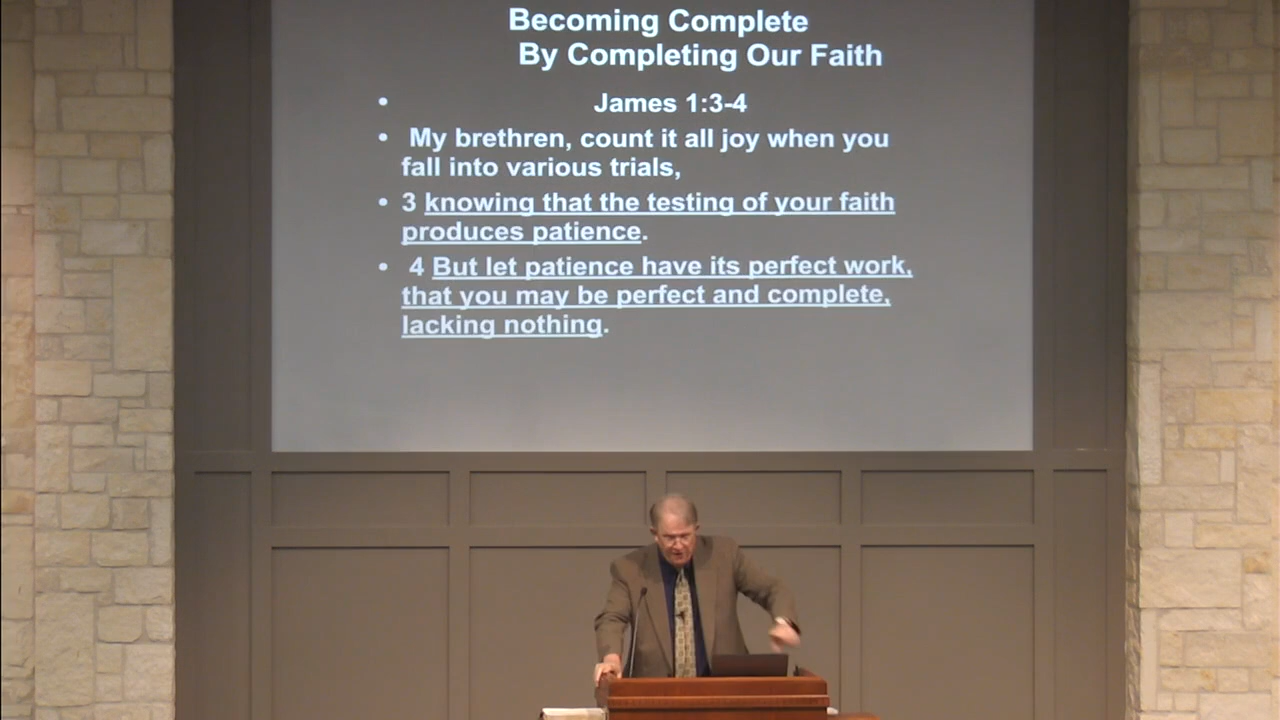 Becoming Complete
By Completing Our Faith
• James 1:3-4
• My brethren, count it all joy when you
fall into various trials,
• 3 knowing that the testing of your faith
produces patience.
• 4 But let patience have its perfect work,
that you may be perfect and complete,
lacking nothing.